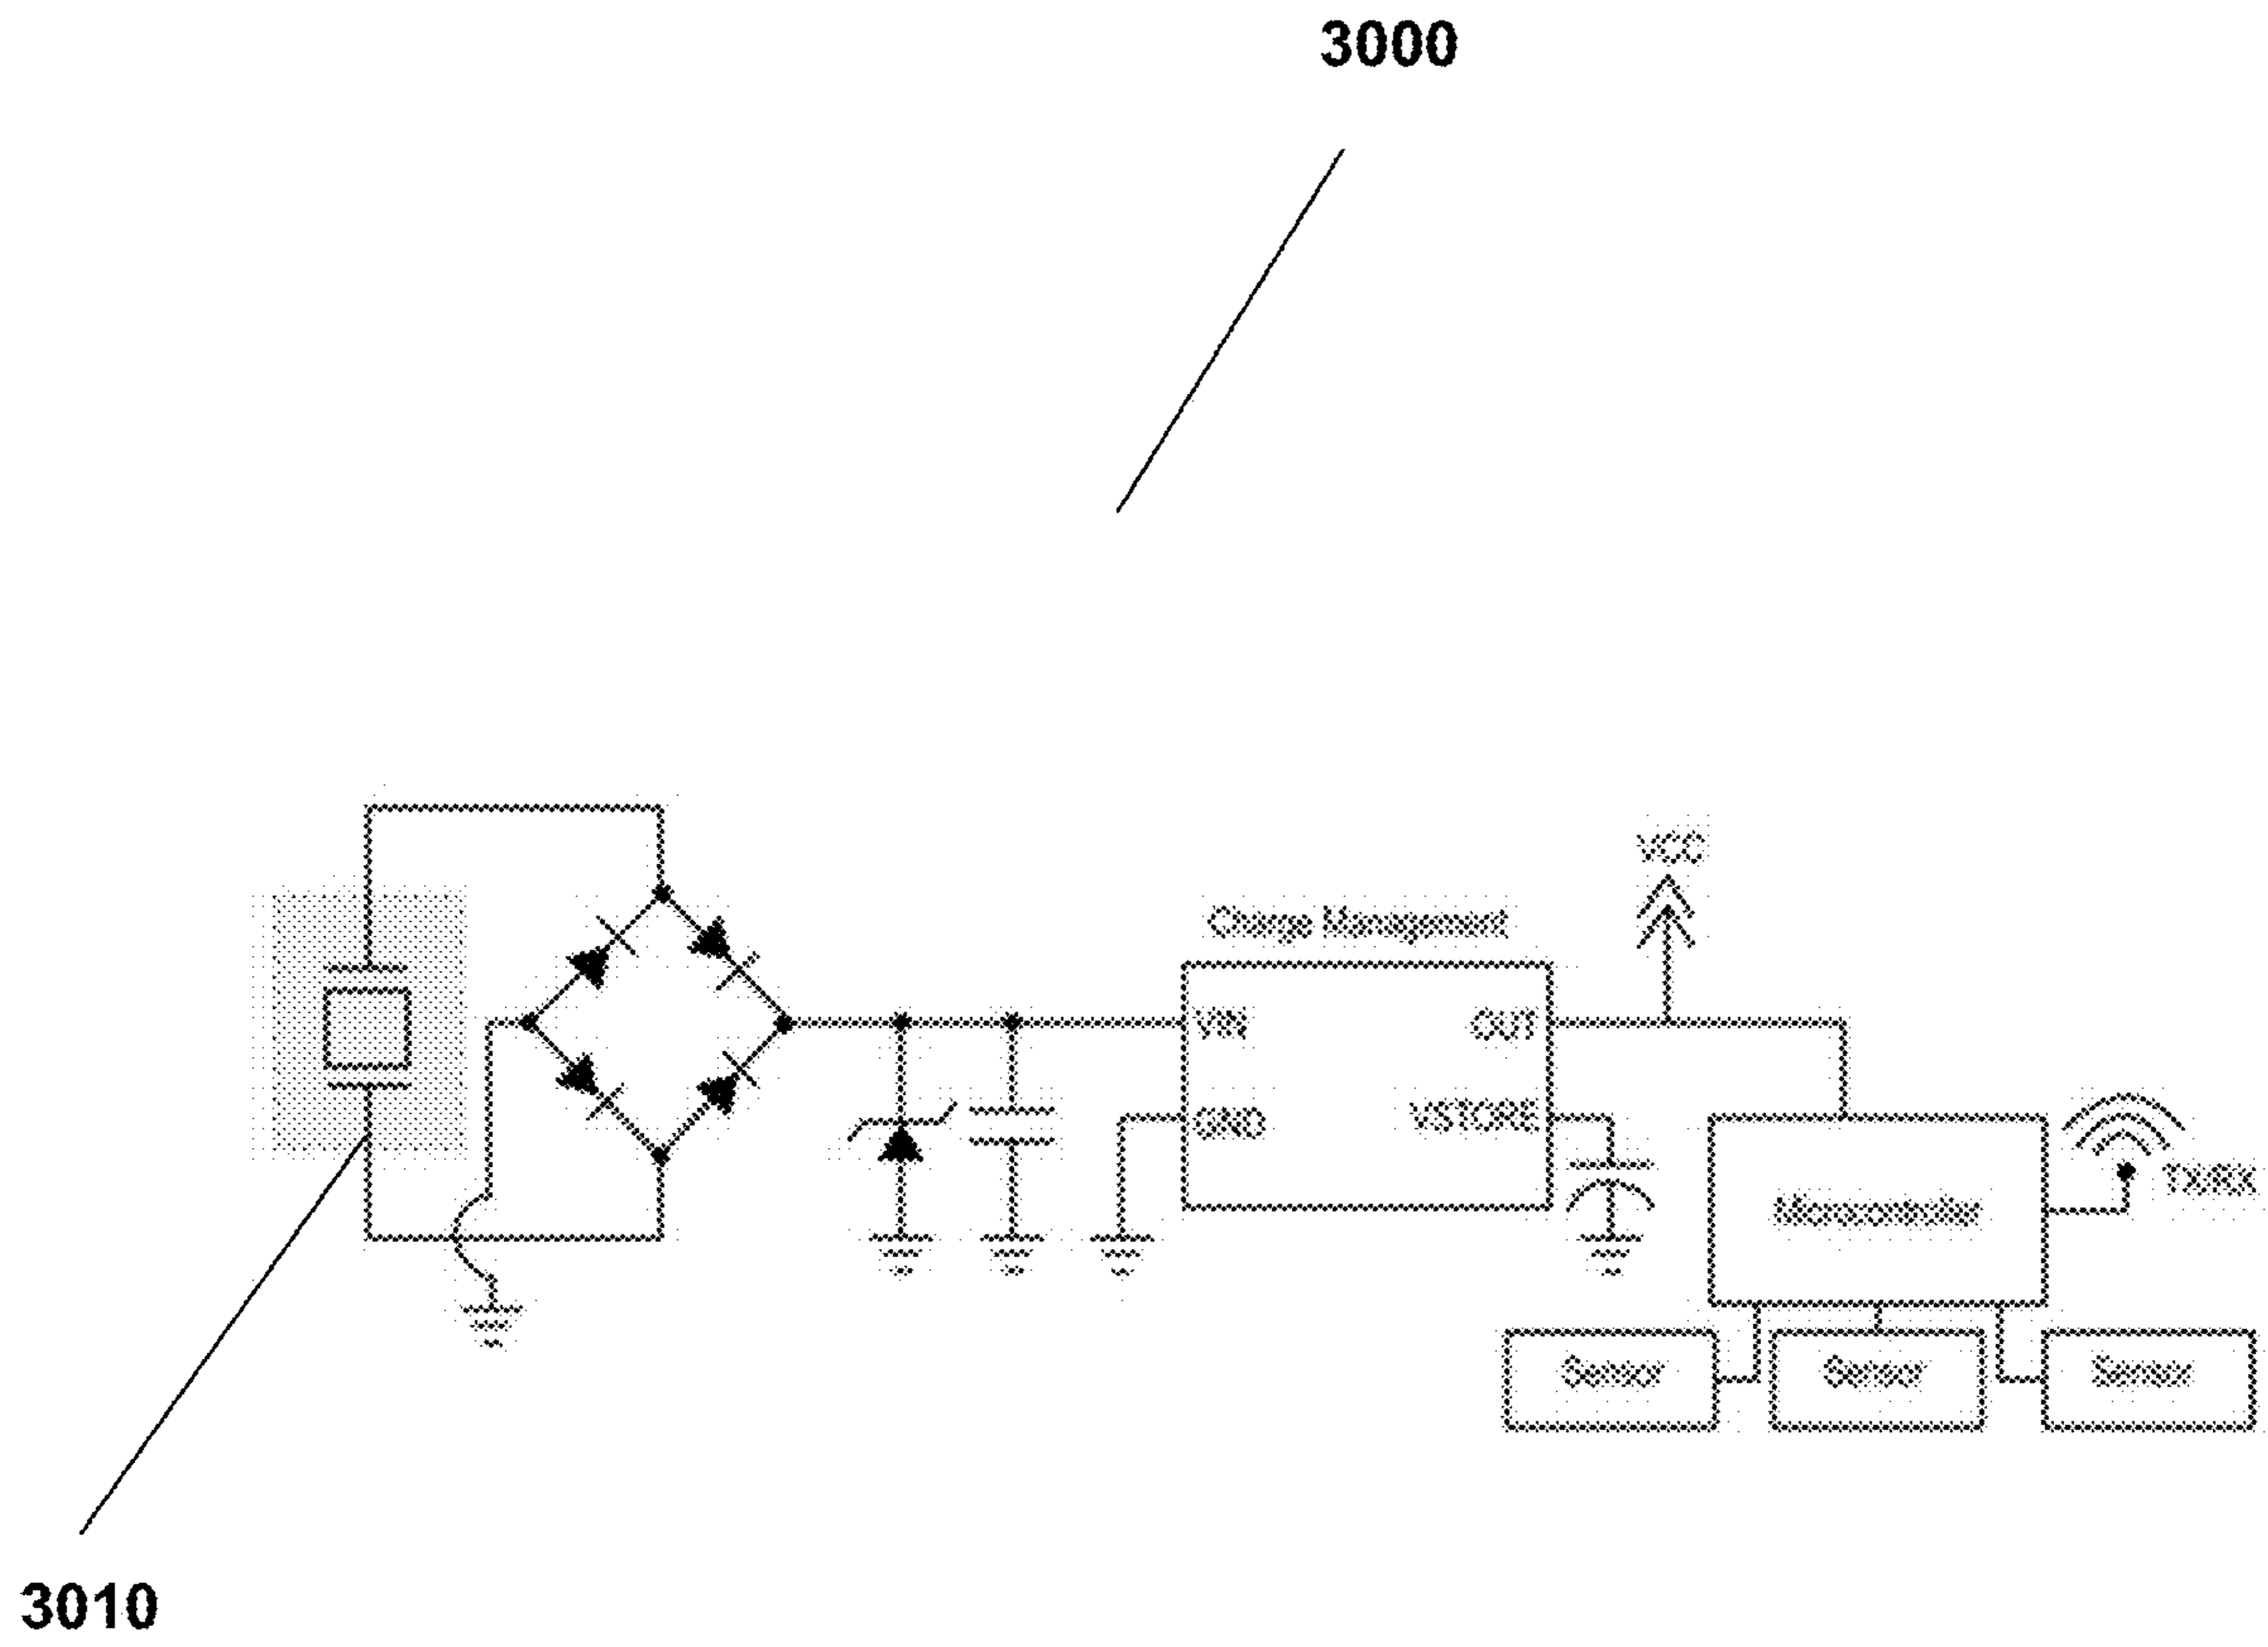 3000
VCC
Charge Management
VIN
OUT
GND
VSTORE
TX/RX
Microcontroller
Sensor
Sensor
Sensor
3010